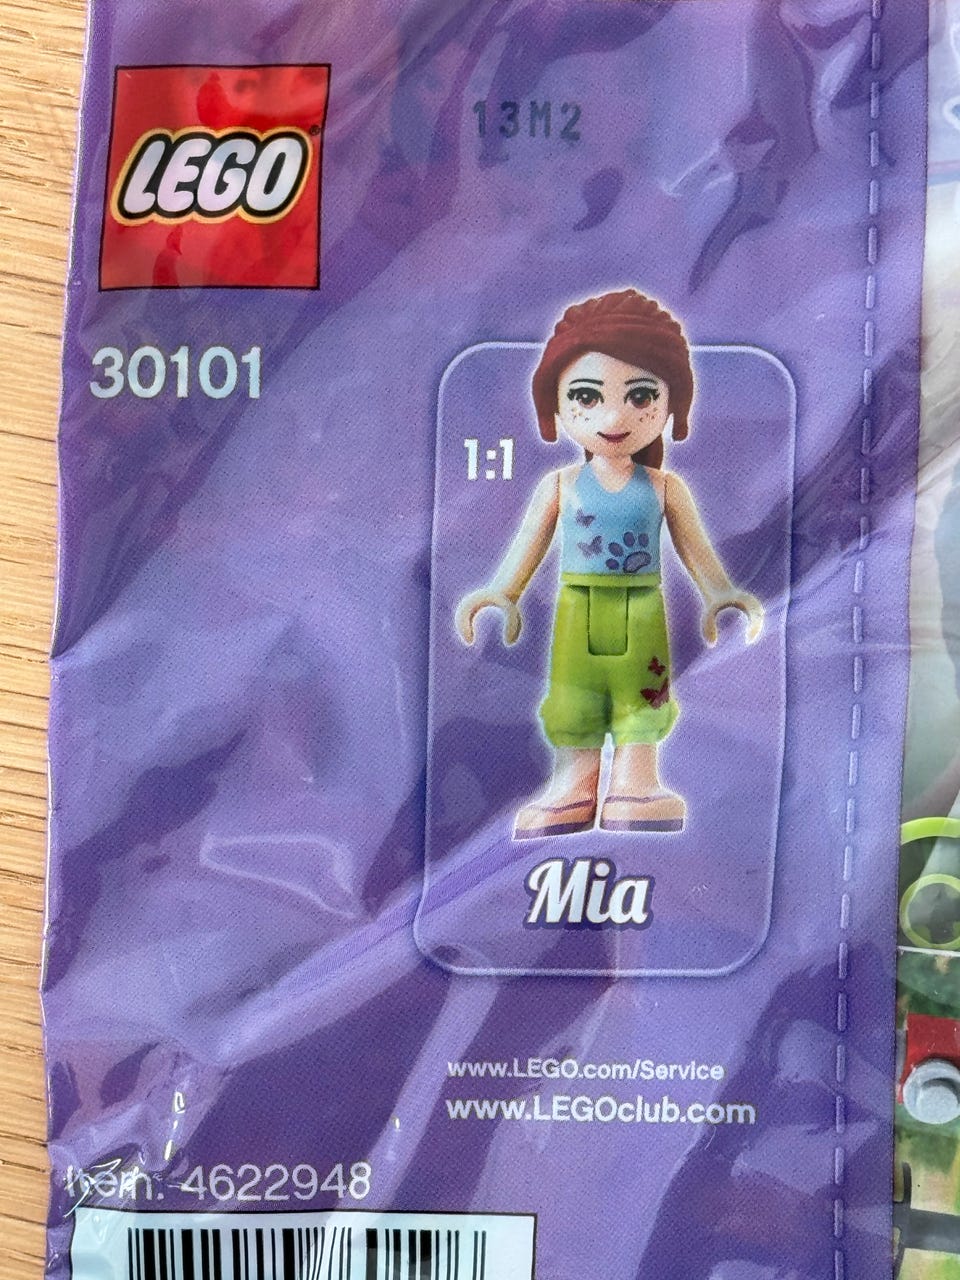 13M2
LEGO®
30101
1:1
Mia
www.LEGO.com/Service
www.LEGOclub.com
Item: 4622948